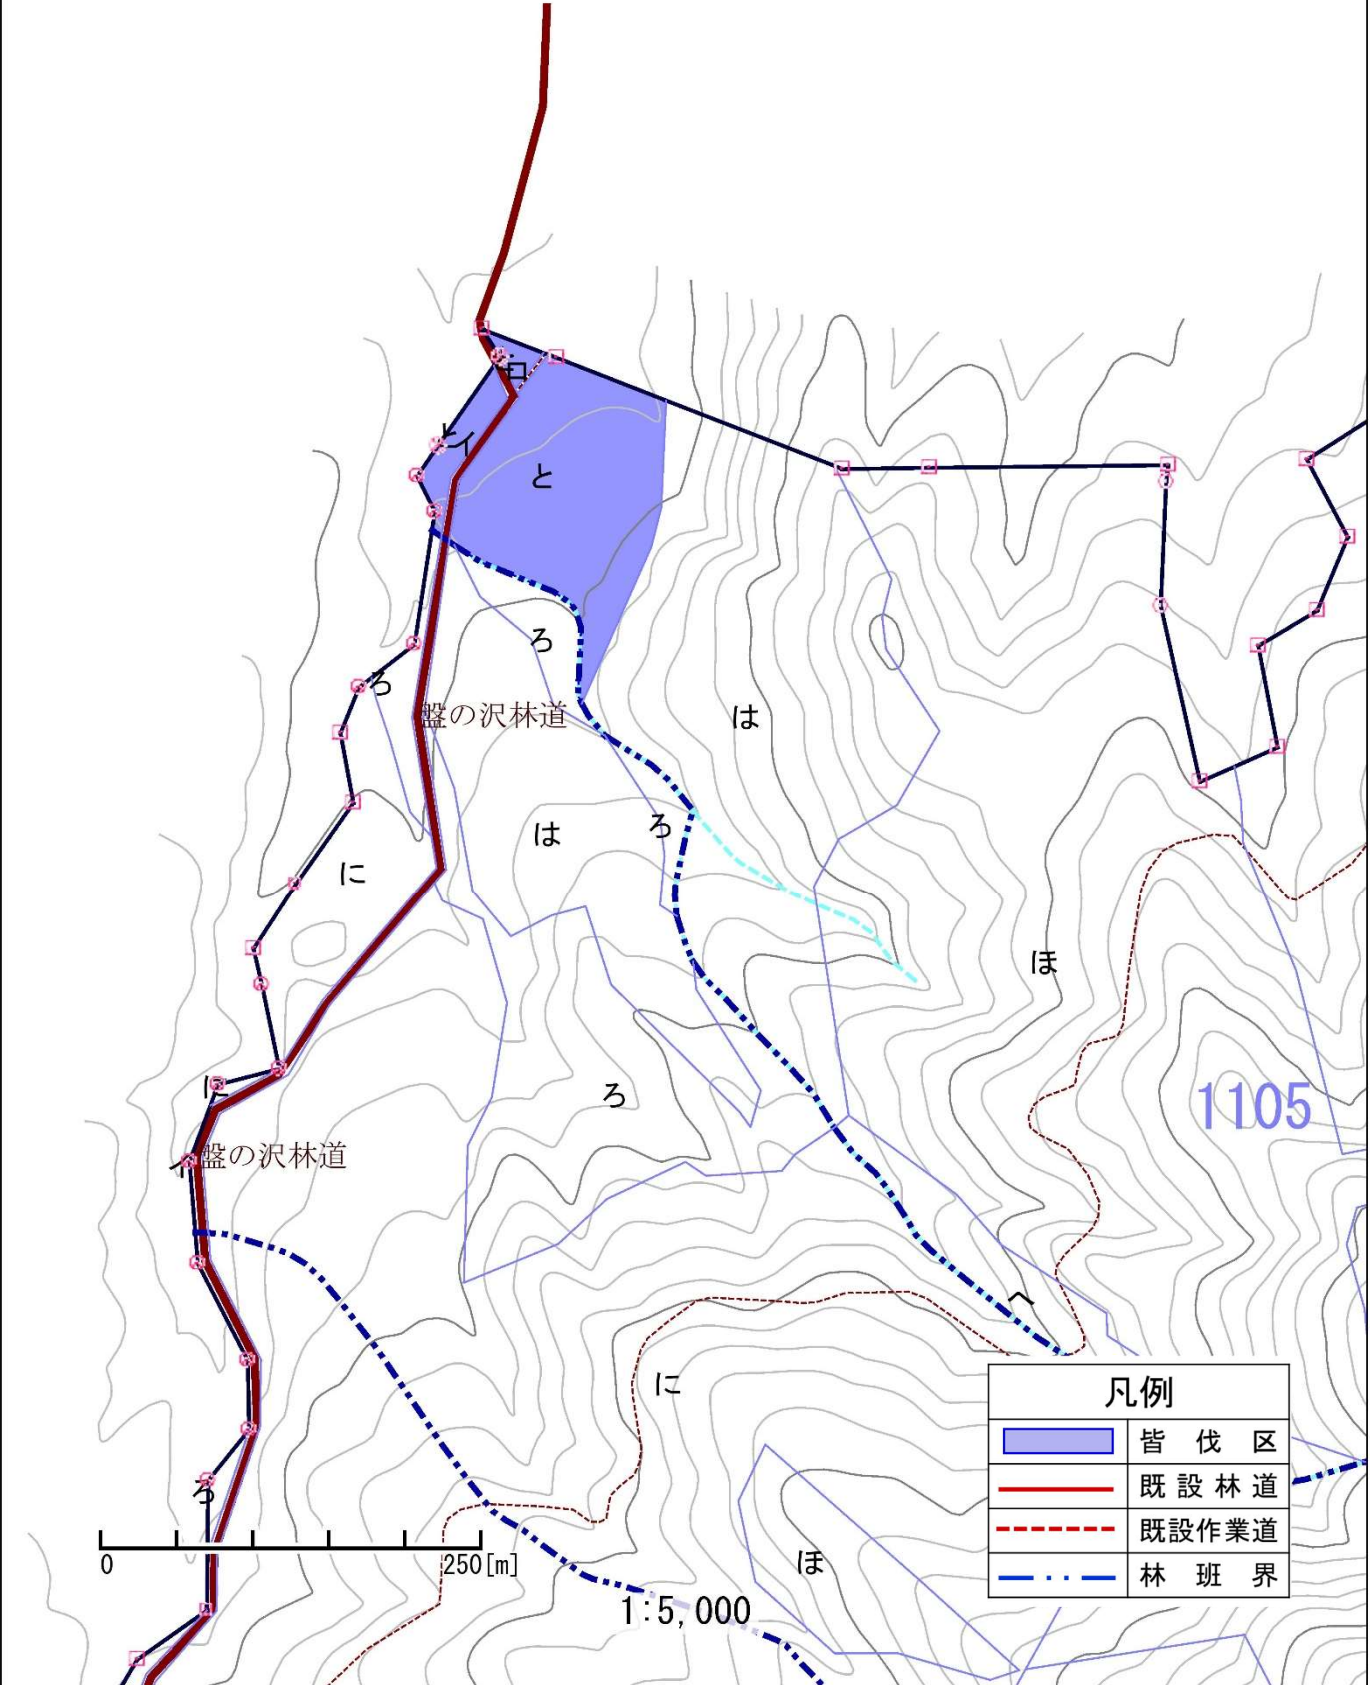 ロ
と
イ
と
ろ
ろ
盤の沢林道
は
は
ろ
に
ほ
ろ
1105
に
盤の沢林道
イ
へ
に
ろ
ほ
0
250[m]
1:5,000
凡例
皆伐区
既設林道
既設作業道
林班界